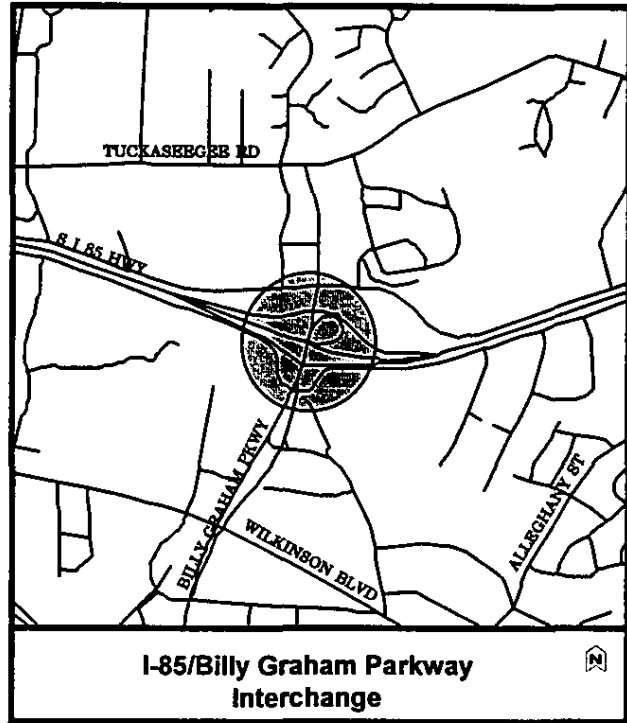 TUCKASEEGEE RD
S I 85 HWY
BILLY GRAHAM PKWY
WILKINSON BLVD
ALLEGHANY ST
I-85/Billy Graham Parkway
Interchange
N